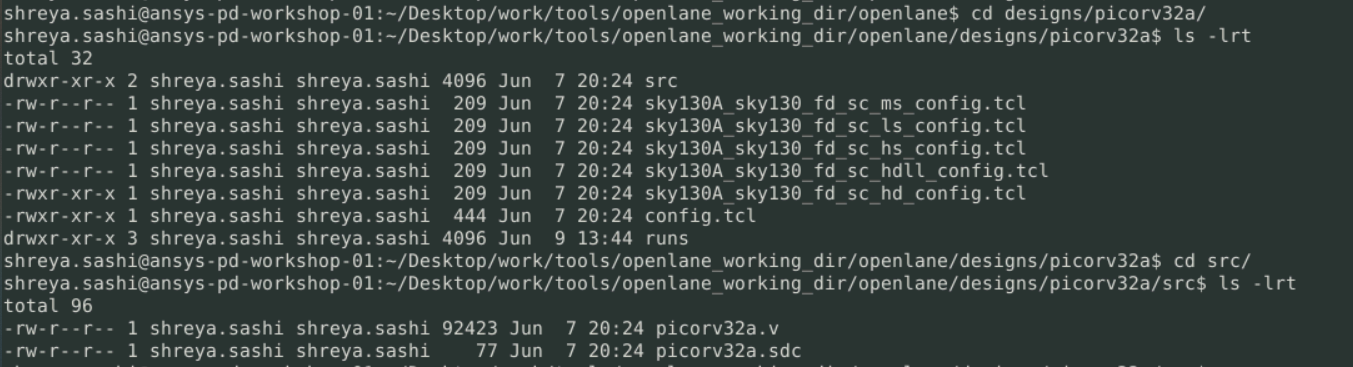 shreya.sashi@ansys-pd-workshop-01:~/Desktop/work/tools/openlane_working_dir/openlane$ cd designs/picorv32a/
shreya.sashi@ansys-pd-workshop-01:~/Desktop/work/tools/openlane_working_dir/openlane/designs/picorv32a$ ls -lrt
total 32
drwxr-xr-x 2 shreya.sashi shreya.sashi 4096 Jun  7 20:24 src
-rw-r--r-- 1 shreya.sashi shreya.sashi  209 Jun  7 20:24 sky130A_sky130_fd_sc_ms_config.tcl
-rw-r--r-- 1 shreya.sashi shreya.sashi  209 Jun  7 20:24 sky130A_sky130_fd_sc_ls_config.tcl
-rw-r--r-- 1 shreya.sashi shreya.sashi  209 Jun  7 20:24 sky130A_sky130_fd_sc_hs_config.tcl
-rw-r--r-- 1 shreya.sashi shreya.sashi  209 Jun  7 20:24 sky130A_sky130_fd_sc_hdll_config.tcl
-rwxr-xr-x 1 shreya.sashi shreya.sashi  209 Jun  7 20:24 sky130A_sky130_fd_sc_hd_config.tcl
-rwxr-xr-x 1 shreya.sashi shreya.sashi  444 Jun  7 20:24 config.tcl
drwxr-xr-x 3 shreya.sashi shreya.sashi 4096 Jun  9 13:44 runs
shreya.sashi@ansys-pd-workshop-01:~/Desktop/work/tools/openlane_working_dir/openlane/designs/picorv32a$ cd src/
shreya.sashi@ansys-pd-workshop-01:~/Desktop/work/tools/openlane_working_dir/openlane/designs/picorv32a/src$ ls -lrt
total 96
-rw-r--r-- 1 shreya.sashi shreya.sashi 92423 Jun  7 20:24 picorv32a.v
-rw-r--r-- 1 shreya.sashi shreya.sashi    77 Jun  7 20:24 picorv32a.sdc